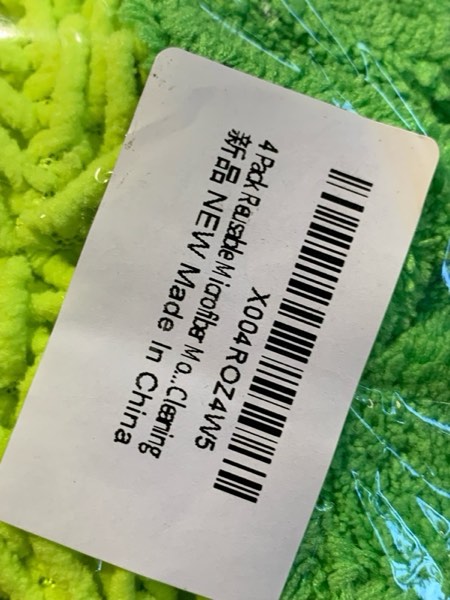 X004ROZ4W5
4 Pack Reusable Microfiber Mo...Cleaning
新品 NEW Made In China